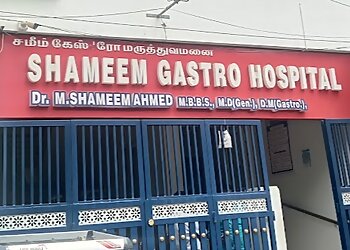 சமீம் கேஸ்ட்ரோ மருத்துவமனை
SHAMEEM GASTRO HOSPITAL
Dr. M.SHAMEEM AHMED M.B.B.S., M.D(Gen.), D.M(Gastro.),